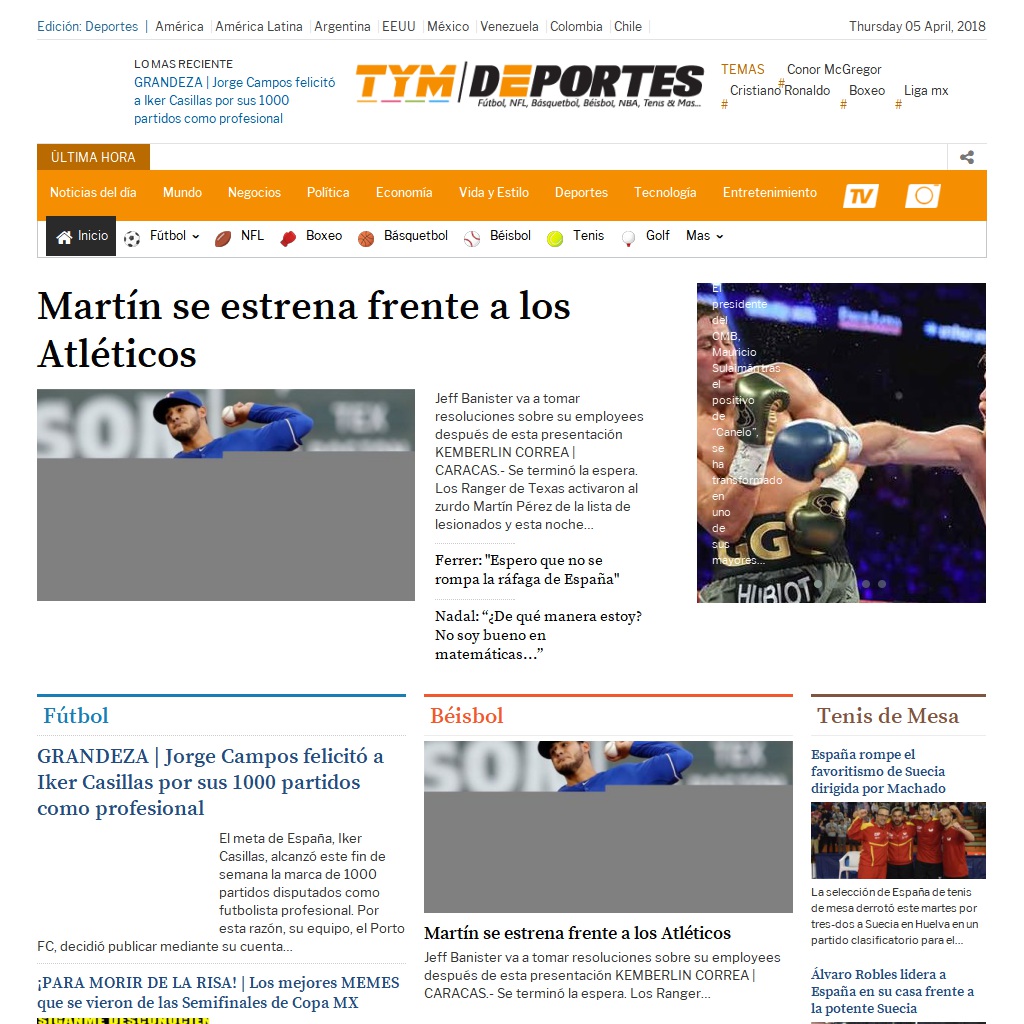 Edición: Deportes | América América Latina Argentina EEUU México Venezuela Colombia Chile
Thursday 05 April, 2018
LO MAS RECIENTE
GRANDEZA | Jorge Campos felicitó
a Iker Casillas por sus 1000
partidos como profesional
TYM|DEPORTES
Fútbol, NFL, Básquetbol, Béisbol, NBA, Tenis & Mas...
TEMAS
# Conor McGregor
# Cristiano Ronaldo
# Boxeo
# Liga mx
ÙLTIMA HORA
Noticias del día Mundo Negocios Política Economía Vida y Estilo Deportes Tecnología Entretenimiento TV
Inicio Fútbol NFL Boxeo Básquetbol Béisbol Tenis Golf Mas
Martín se estrena frente a los
Atléticos
SON
TEX
Jeff Banister va a tomar
resoluciones sobre su employees
después de esta presentación
KEMBERLIN CORREA |
CARACAS.- Se terminó la espera.
Los Ranger de Texas activaron al
zurdo Martín Pérez de la lista de
lesionados y esta noche...
Ferrer: "Espero que no se
rompa la ráfaga de España"
Nadal: “¿De qué manera estoy?
No soy bueno en
matemáticas…”
El
presidente
del
CMB,
Mauricio
Sulaimán tras
el
positivo
de
“Canelo”,
se
ha
transformado
en
uno
de
sus
mayores...
GGG
HUBLOT
Fútbol
GRANDEZA | Jorge Campos felicitó a
Iker Casillas por sus 1000 partidos
como profesional
El meta de España, Iker
Casillas, alcanzó este fin de
semana la marca de 1000
partidos disputados como
futbolista profesional. Por
esta razón, su equipo, el Porto
FC, decidió publicar mediante su cuenta...
¡PARA MORIR DE LA RISA! | Los mejores MEMES
que se vieron de las Semifinales de Copa MX
Béisbol
Martín se estrena frente a los Atléticos
Jeff Banister va a tomar resoluciones sobre su employees
después de esta presentación KEMBERLIN CORREA |
CARACAS.- Se terminó la espera. Los Ranger...
Tenis de Mesa
España rompe el
favoritismo de Suecia
dirigida por Machado
La selección de España de tenis
de mesa derrotó este martes por
tres-dos a Suecia en Huelva en un
partido clasificatorio para el...
Álvaro Robles lidera a
España en su casa frente a
la potente Suecia